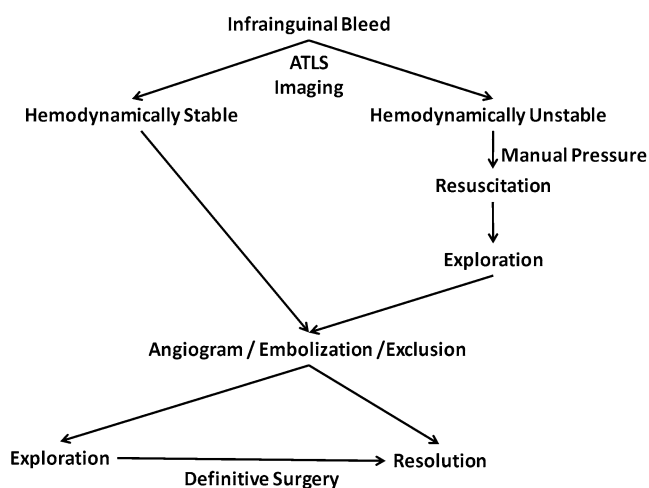 Infrainguinal Bleed
ATLS
Imaging
Hemodynamically Stable
Hemodynamically Unstable
Manual Pressure
Resuscitation
Exploration
Angiogram / Embolization /Exclusion
Exploration
Resolution
Definitive Surgery